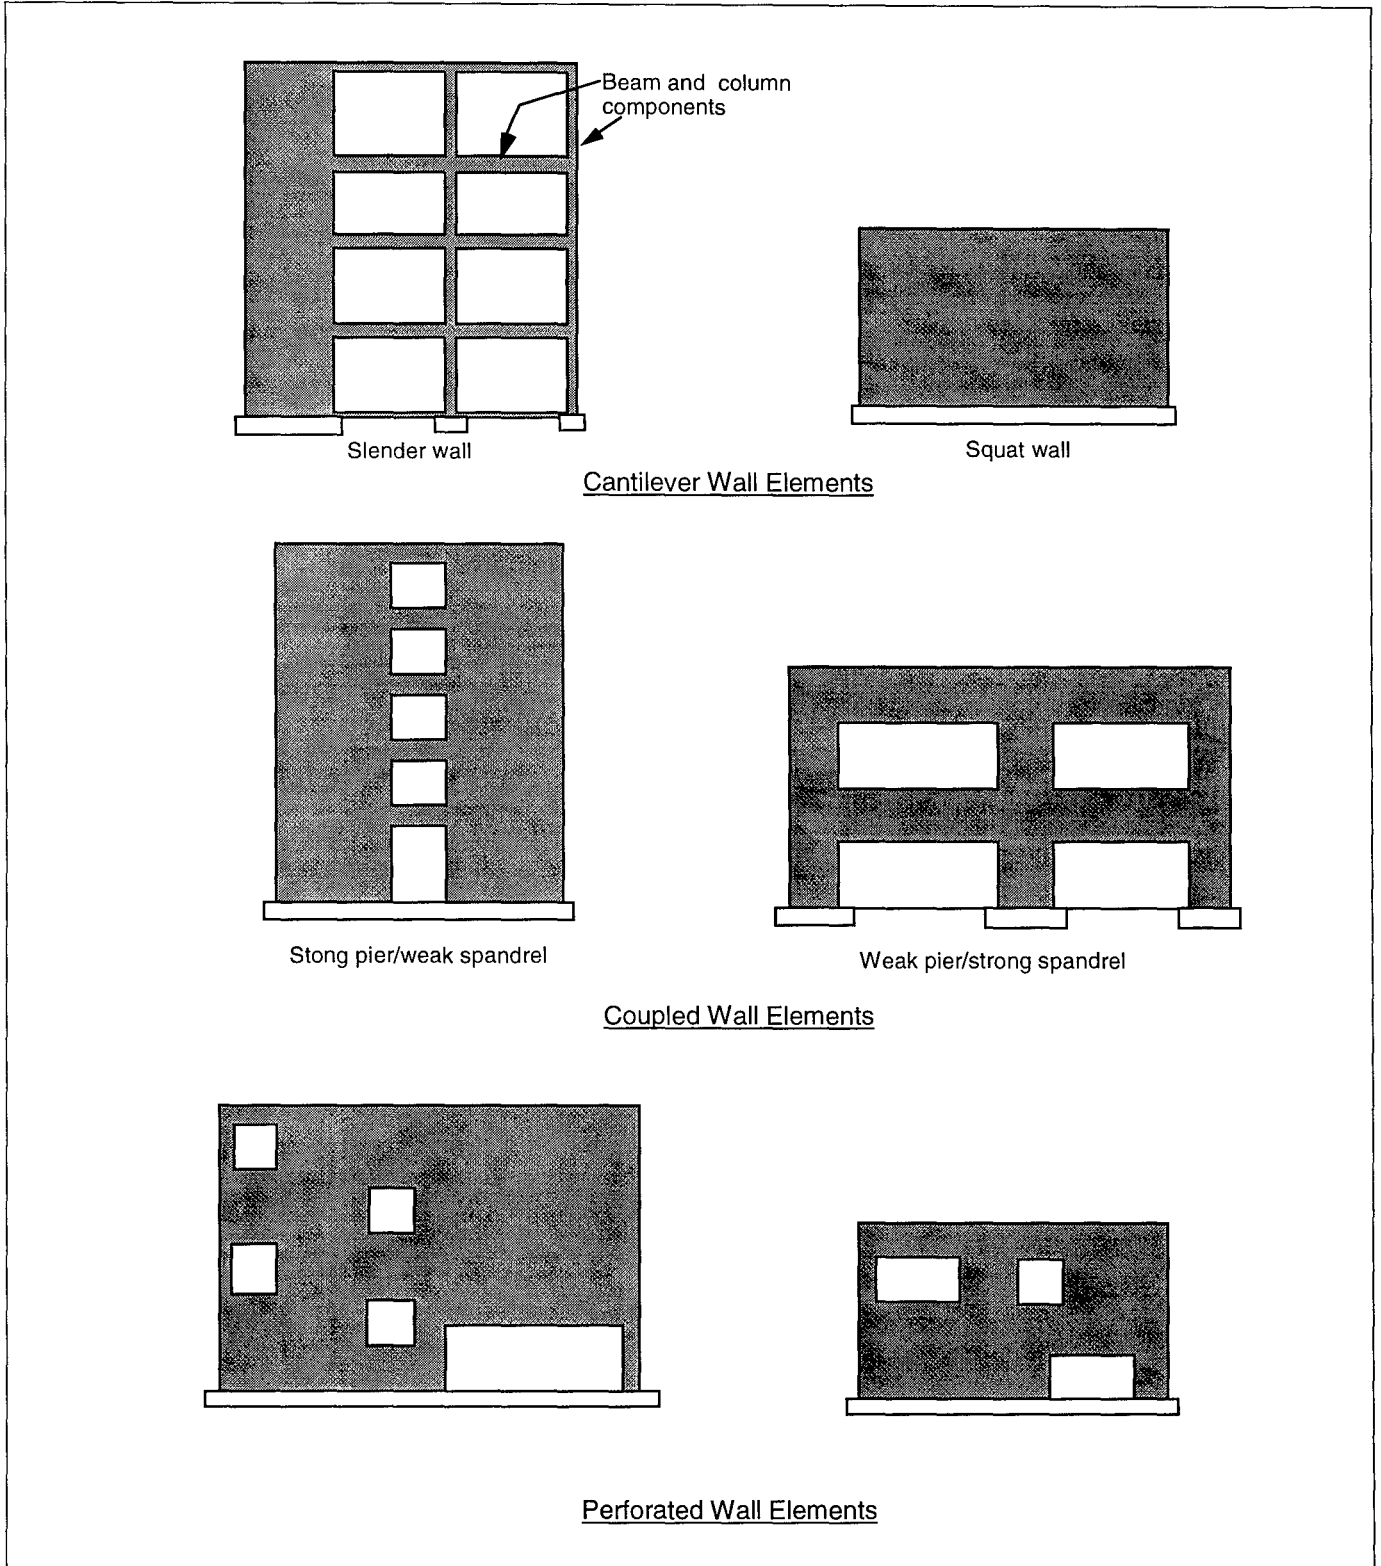 Beam and column
components
Slender wall
Squat wall
Cantilever Wall Elements
Stong pier/weak spandrel
Weak pier/strong spandrel
Coupled Wall Elements
Perforated Wall Elements